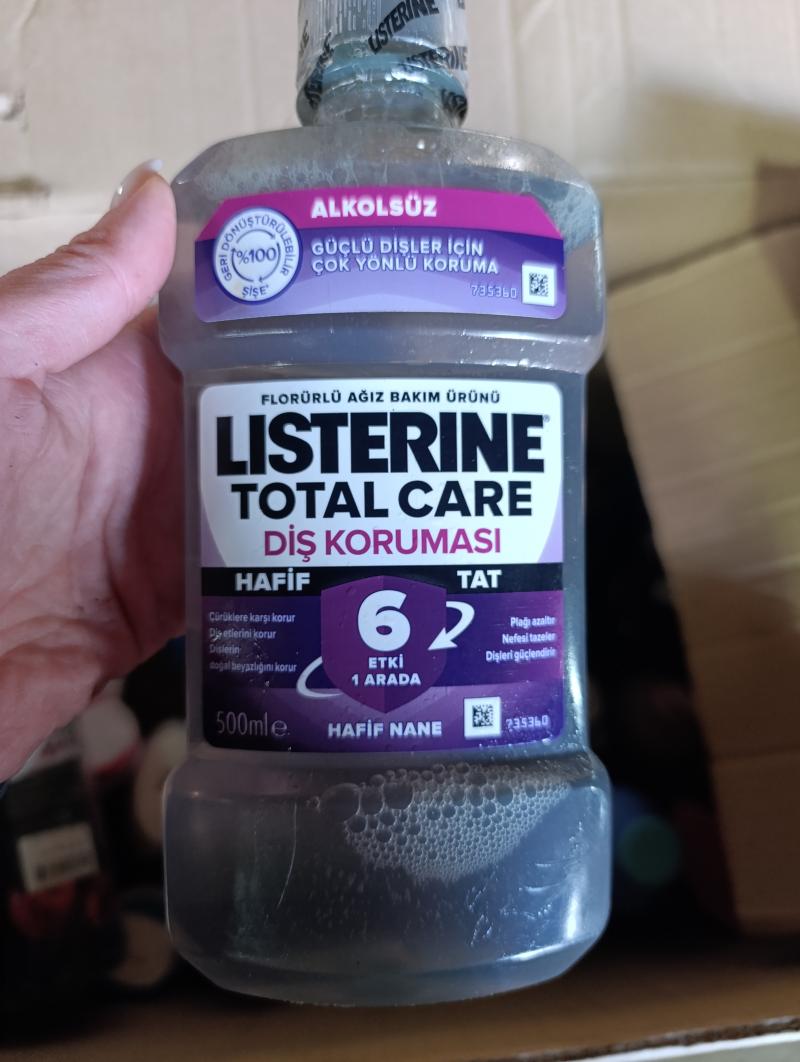 LISTERINE
LISTERINE
ALKOLSÜZ
GERİ DÖNÜŞTÜRÜLEBİLİR
%100
ŞİŞE*
GÜÇLÜ DİŞLER İÇİN
ÇOK YÖNLÜ KORUMA
735360
FLORÜRLÜ AĞIZ BAKIM ÜRÜNÜ
LISTERINE®
TOTAL CARE
DİŞ KORUMASI
HAFİF TAT
Çürüklere karşı korur
Diş etlerini korur
Dişlerin
doğal beyazlığını korur
6
ETKİ
1 ARADA
Plağı azaltır
Nefesi tazeler
Dişleri güçlendirir
500ml e
HAFİF NANE
735360